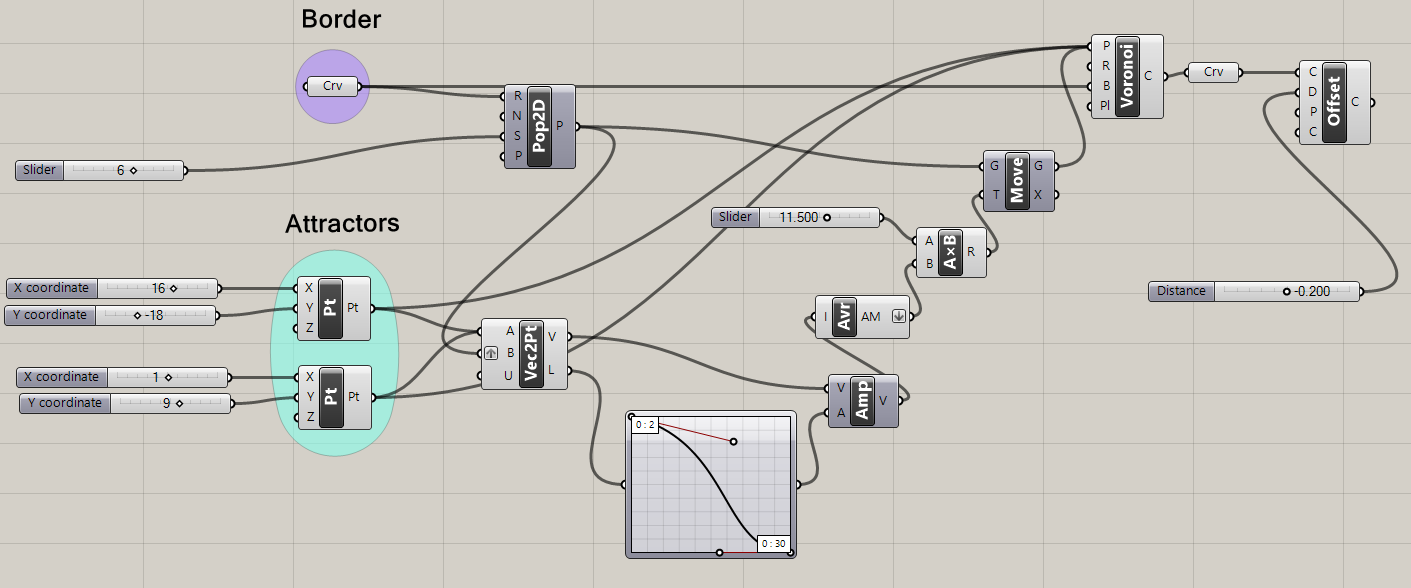 Border
Crv
R
N
S
P
Pop2D
P
Slider 6
Attractors
X coordinate 16
Y coordinate -18
X
Y
Z
Pt
Pt
X coordinate 1
Y coordinate 9
X
Y
Z
Pt
Pt
A
B
U
Vec2Pt
V
L
0 : 2
0 : 30
V
A
Amp
V
I
Avr
AM
Slider 11.500
A
B
A×B
R
G
T
Move
G
X
P
R
B
Pl
Voronoi
C
Crv
C
D
P
C
Offset
C
Distance -0.200